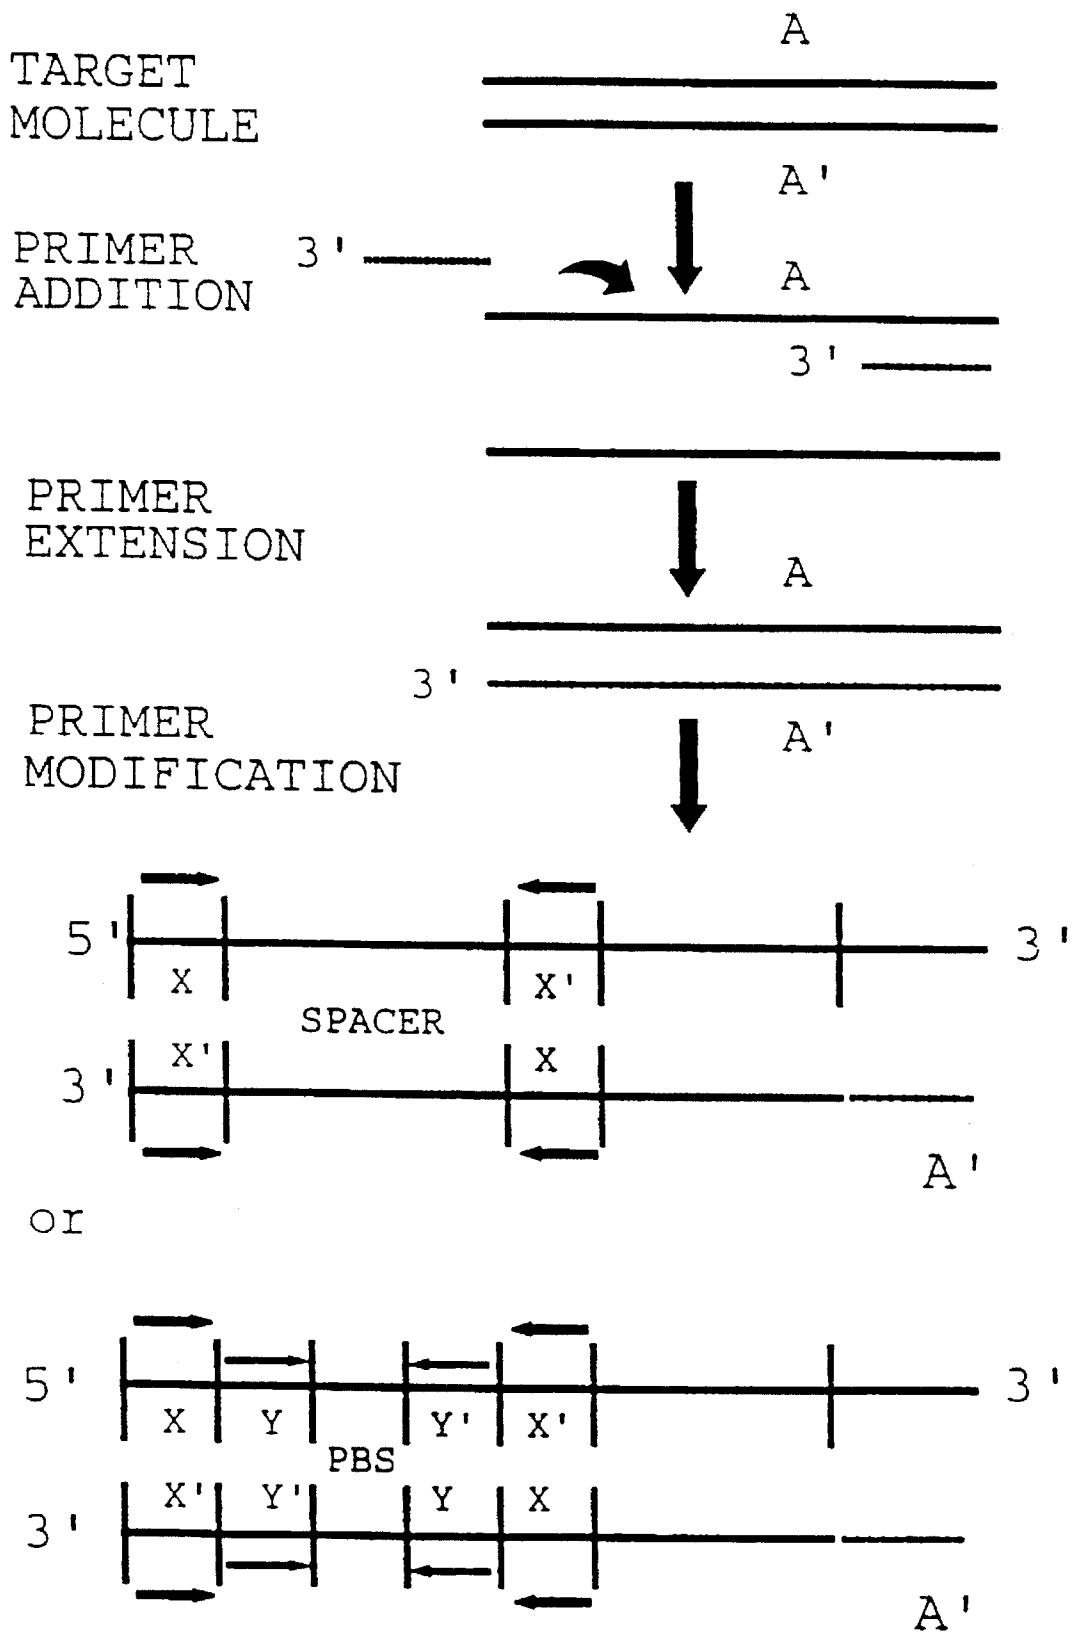 A
TARGET
MOLECULE
A'
PRIMER
ADDITION
3'
A
3'
PRIMER
EXTENSION
A
3'
PRIMER
MODIFICATION
A'
5' 3'
X X'
SPACER
X' X
3'
A'
or
5' 3'
X Y Y' X'
PBS
X' Y' Y X
3'
A'